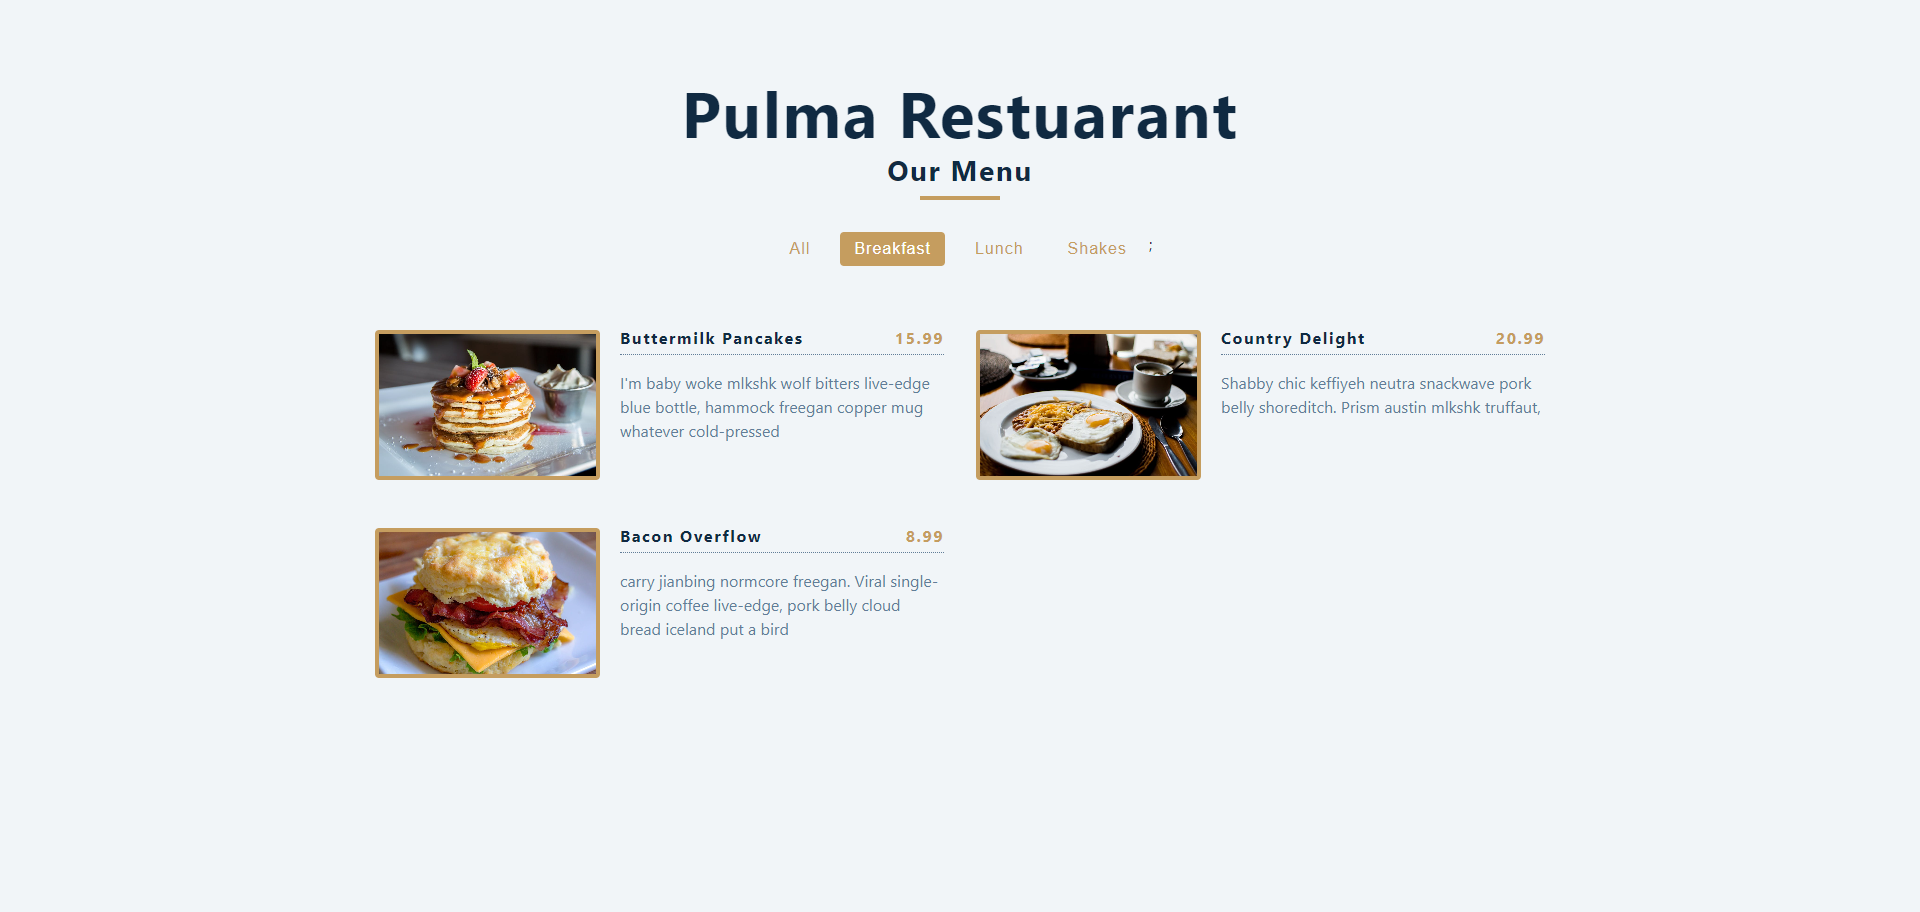 Pulma Restuarant
Our Menu
All Breakfast Lunch Shakes ;
Buttermilk Pancakes 15.99
I'm baby woke mlkshk wolf bitters live-edge
blue bottle, hammock freegan copper mug
whatever cold-pressed
Country Delight 20.99
Shabby chic keffiyeh neutra snackwave pork
belly shoreditch. Prism austin mlkshk truffaut,
Bacon Overflow 8.99
carry jianbing normcore freegan. Viral single-
origin coffee live-edge, pork belly cloud
bread iceland put a bird